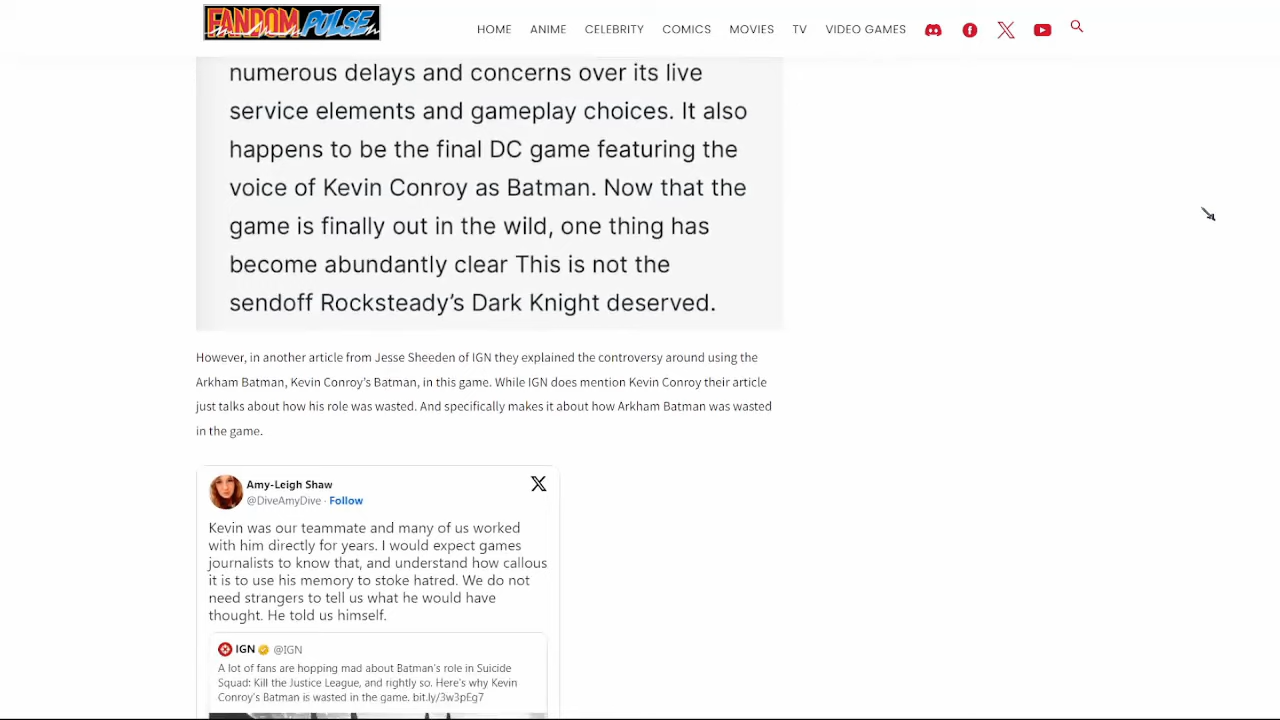 FANDOM PULSE
HOME ANIME CELEBRITY COMICS MOVIES TV VIDEO GAMES
numerous delays and concerns over its live
service elements and gameplay choices. It also
happens to be the final DC game featuring the
voice of Kevin Conroy as Batman. Now that the
game is finally out in the wild, one thing has
become abundantly clear This is not the
sendoff Rocksteady's Dark Knight deserved.
However, in another article from Jesse Sheeden of IGN they explained the controversy around using the
Arkham Batman, Kevin Conroy's Batman, in this game. While IGN does mention Kevin Conroy their article
just talks about how his role was wasted. And specifically makes it about how Arkham Batman was wasted
in the game.
Amy-Leigh Shaw
@DiveAmyDive · Follow
Kevin was our teammate and many of us worked
with him directly for years. I would expect games
journalists to know that, and understand how callous
it is to use his memory to stoke hatred. We do not
need strangers to tell us what he would have
thought. He told us himself.
IGN @IGN
A lot of fans are hopping mad about Batman's role in Suicide
Squad: Kill the Justice League, and rightly so. Here's why Kevin
Conroy's Batman is wasted in the game. bit.ly/3w3pEg7